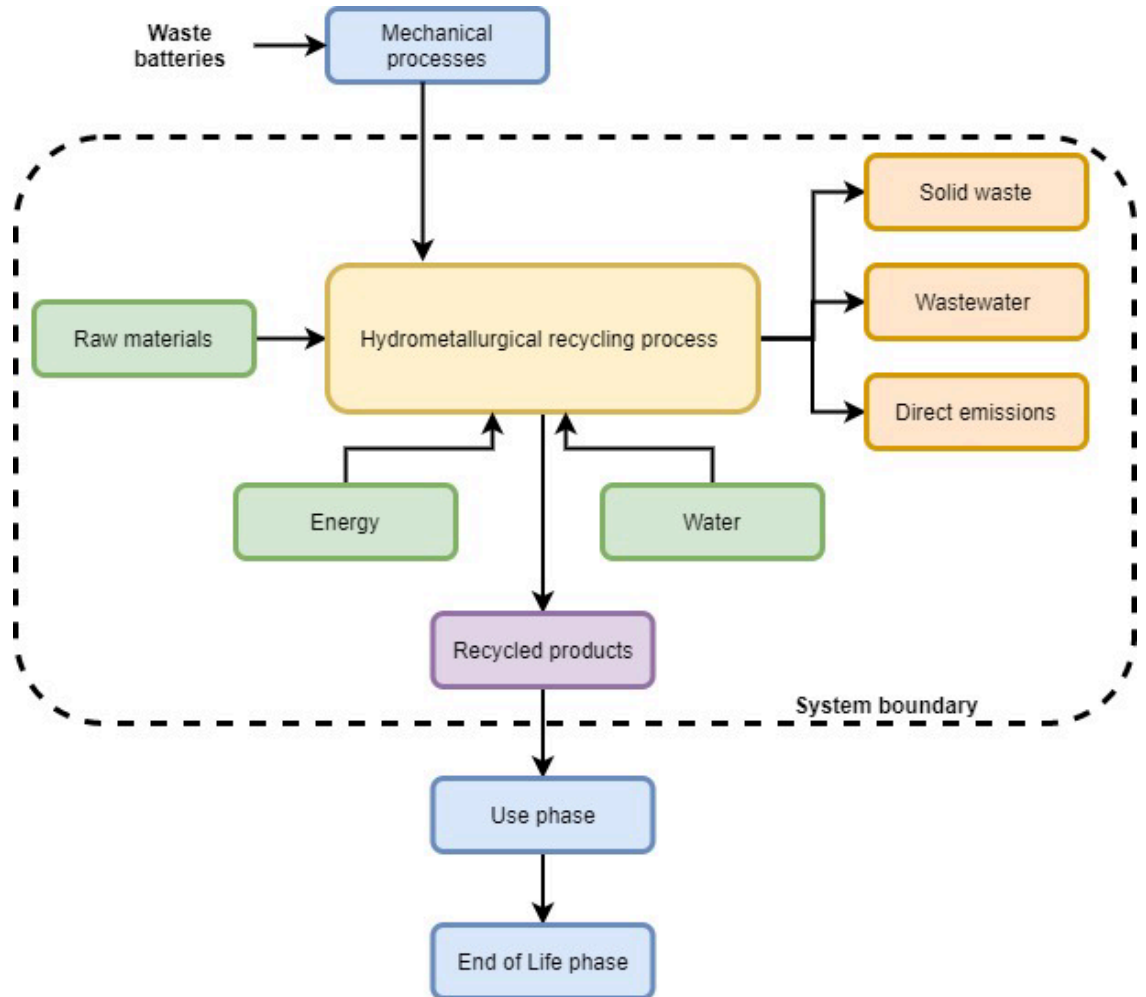 Waste
batteries
Mechanical
processes
Solid waste
Hydrometallurgical recycling process
Wastewater
Raw materials
Direct emissions
Energy
Water
Recycled products
System boundary
Use phase
End of Life phase